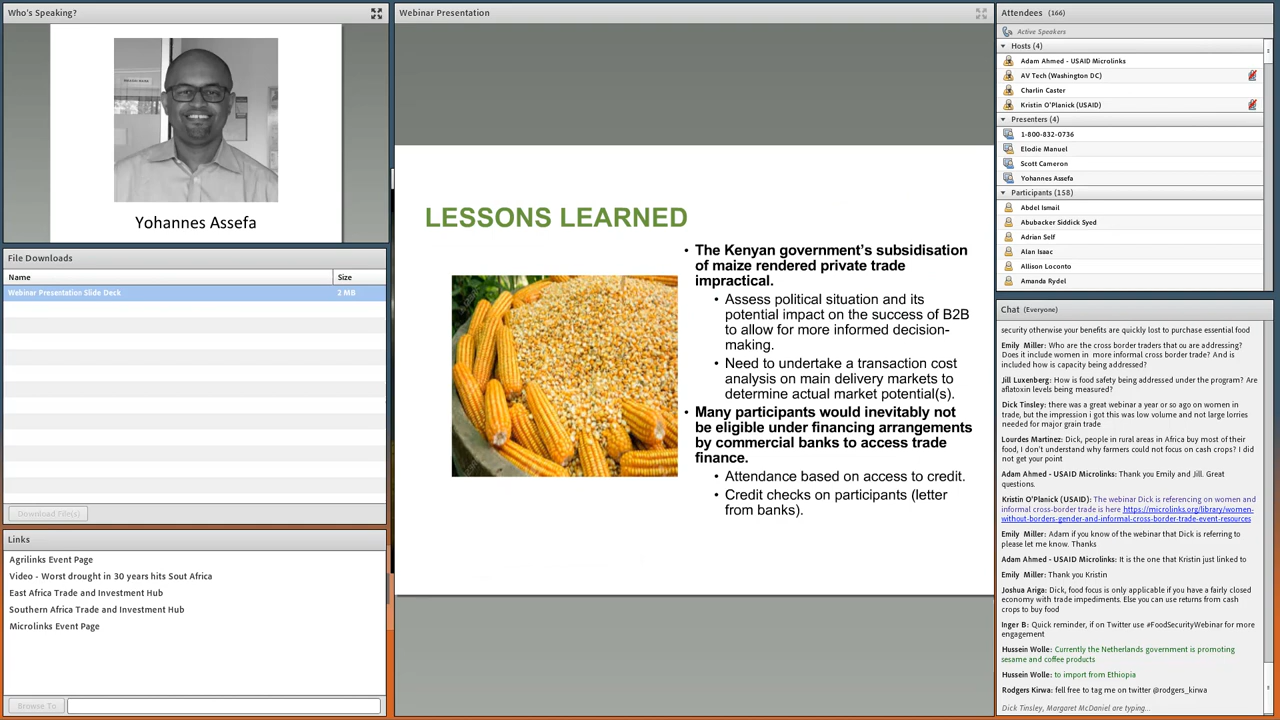 Who's Speaking?
Yohannes Assefa
File Downloads
Name Size
Webinar Presentation Slide Deck 2 MB
Download File(s)
Links
Agrilinks Event Page
Video - Worst drought in 30 years hits Sout Africa
East Africa Trade and Investment Hub
Southern Africa Trade and Investment Hub
Microlinks Event Page
Browse To
Webinar Presentation
LESSONS LEARNED
• The Kenyan government's subsidisation
of maize rendered private trade
impractical.
• Assess political situation and its
potential impact on the success of B2B
to allow for more informed decision-
making.
• Need to undertake a transaction cost
analysis on main delivery markets to
determine actual market potential(s).
• Many participants would inevitably not
be eligible under financing arrangements
by commercial banks to access trade
finance.
• Attendance based on access to credit.
• Credit checks on participants (letter
from banks).
Attendees (166)
Active Speakers
Hosts (4)
Adam Ahmed - USAID Microlinks
AV Tech (Washington DC)
Charlin Caster
Kristin O'Planick (USAID)
Presenters (4)
1-800-832-0736
Elodie Manuel
Scott Cameron
Yohannes Assefa
Participants (158)
Abdel Ismail
Abubacker Siddick Syed
Adrian Self
Alan Isaac
Allison Loconto
Amanda Rydel
Chat (Everyone)
security otherwise your benefits are quickly lost to purchase essential food
Emily Miller: Who are the cross border traders that ou are addressing?
Does it include women in more informal cross border trade? And is
included how is capacity being addressed?
Jill Luxenberg: How is food safety being addressed under the program? Are
aflatoxin levels being measured?
Dick Tinsley: there was a great webinar a year or so ago on women in
trade, but the impression i got this was low volume and not large lorries
needed for major grain trade
Lourdes Martinez: Dick, people in rural areas in Africa buy most of their
food, I don't understand why farmers could not focus on cash crops? I did
not get your point
Adam Ahmed - USAID Microlinks: Thank you Emily and Jill. Great
questions.
Kristin O'Planick (USAID): The webinar Dick is referencing on women and
informal cross-border trade is here https://microlinks.org/library/women-
without-borders-gender-and-informal-cross-border-trade-event-resources
Emily Miller: Adam if you know of the webinar that Dick is referring to
please let me know. Thanks
Adam Ahmed - USAID Microlinks: It is the one that Kristin just linked to
Emily Miller: Thank you Kristin
Joshua Ariga: Dick, food focus is only applicable if you have a fairly closed
economy with trade impediments. Else you can use returns from cash
crops to buy food
Inger B: Quick reminder, if on Twitter use #FoodSecurityWebinar for more
engagement
Hussein Wolle: Currently the Netherlands government is promoting
sesame and coffee products
Hussein Wolle: to import from Ethiopia
Rodgers Kirwa: fell free to tag me on twitter @rodgers_kirwa
Dick Tinsley, Margaret McDaniel are typing...